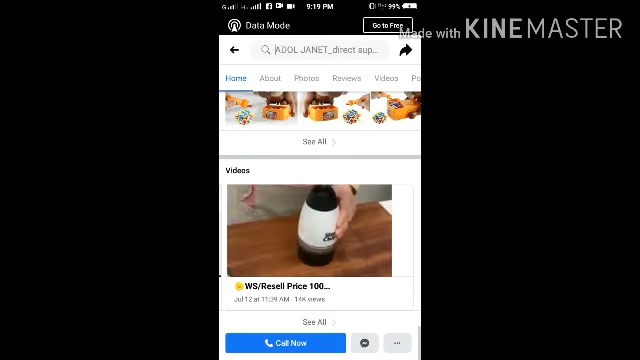 9:19 PM
99%
Data Mode
Go to Free
Made with KINEMASTER
ADOL JANET_direct sup...
Home About Photos Reviews Videos Po
See All
Videos
WS/Resell Price 100...
Jul 12 at 11:39 AM · 14K views
See All
Call Now